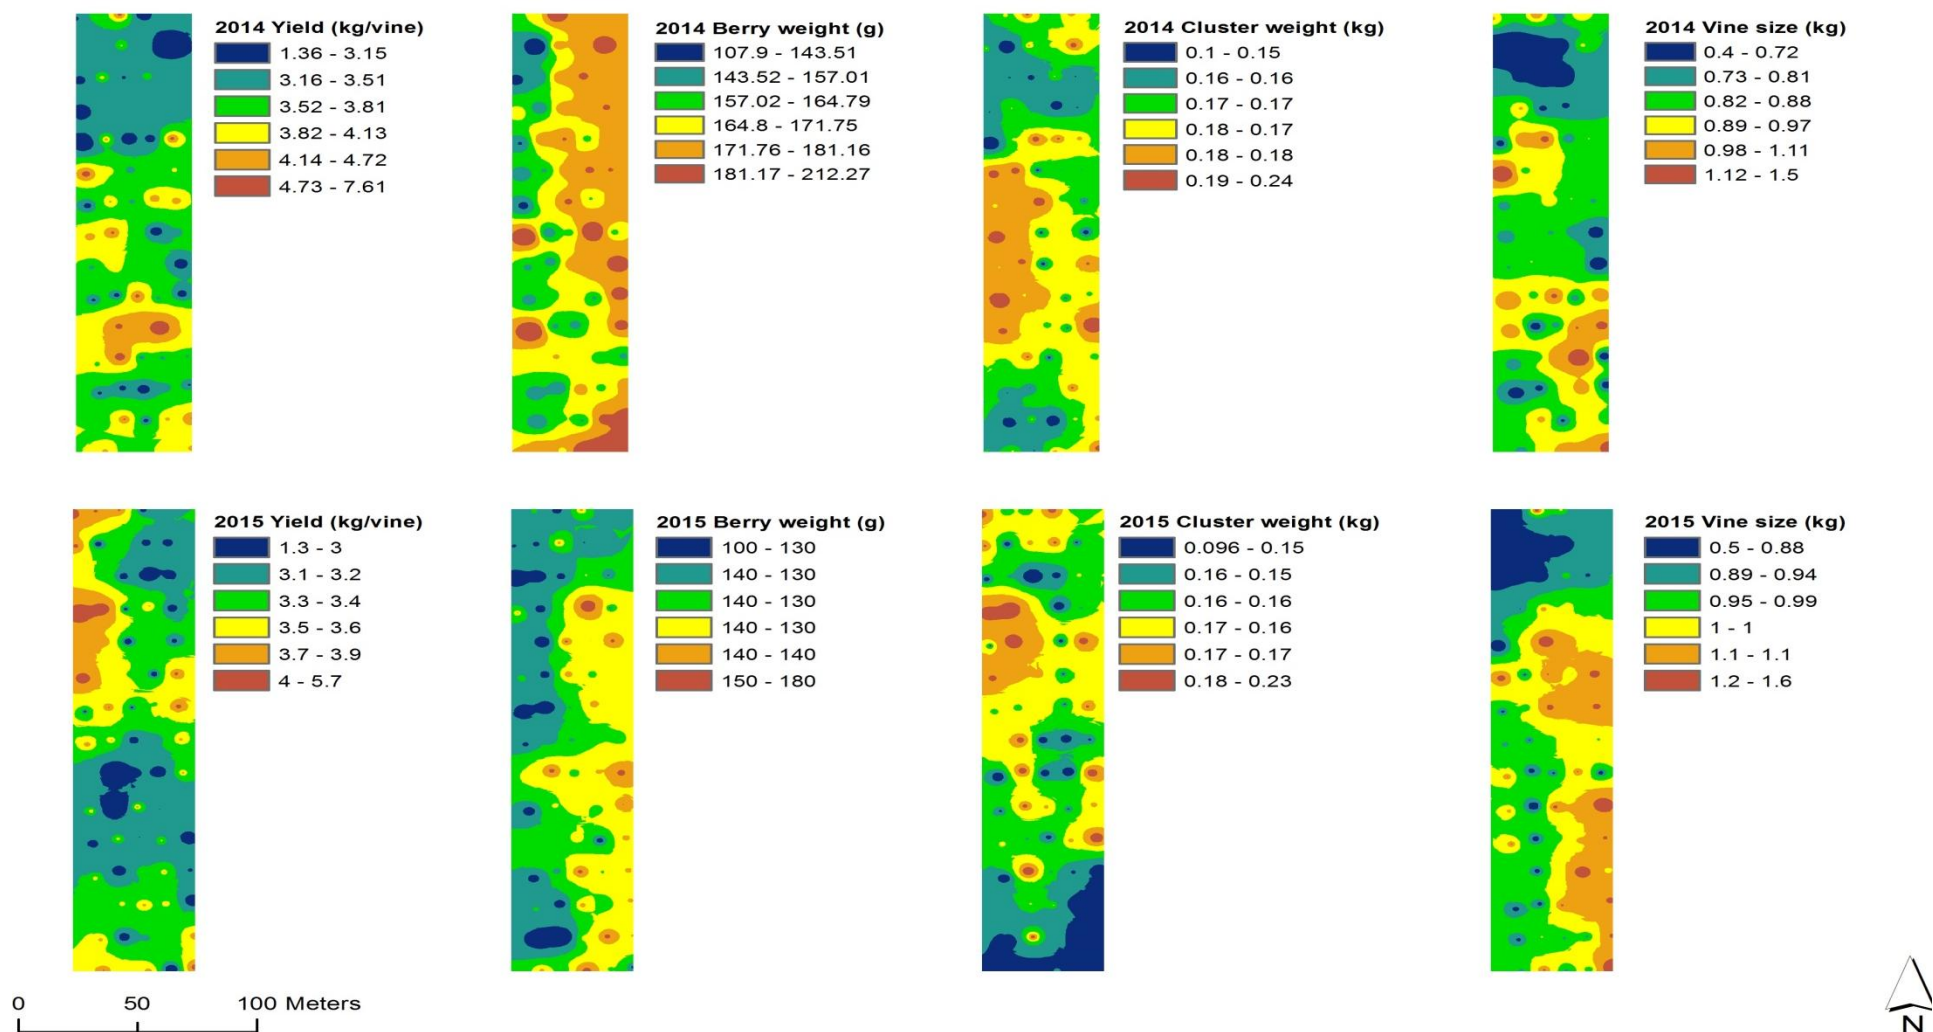 2014 Yield (kg/vine)
1.36 - 3.15
3.16 - 3.51
3.52 - 3.81
3.82 - 4.13
4.14 - 4.72
4.73 - 7.61
2014 Berry weight (g)
107.9 - 143.51
143.52 - 157.01
157.02 - 164.79
164.8 - 171.75
171.76 - 181.16
181.17 - 212.27
2014 Cluster weight (kg)
0.1 - 0.15
0.16 - 0.16
0.17 - 0.17
0.18 - 0.17
0.18 - 0.18
0.19 - 0.24
2014 Vine size (kg)
0.4 - 0.72
0.73 - 0.81
0.82 - 0.88
0.89 - 0.97
0.98 - 1.11
1.12 - 1.5
2015 Yield (kg/vine)
1.3 - 3
3.1 - 3.2
3.3 - 3.4
3.5 - 3.6
3.7 - 3.9
4 - 5.7
2015 Berry weight (g)
100 - 130
140 - 130
140 - 130
140 - 130
140 - 140
150 - 180
2015 Cluster weight (kg)
0.096 - 0.15
0.16 - 0.15
0.16 - 0.16
0.17 - 0.16
0.17 - 0.17
0.18 - 0.23
2015 Vine size (kg)
0.5 - 0.88
0.89 - 0.94
0.95 - 0.99
1 - 1
1.1 - 1.1
1.2 - 1.6
0 50 100 Meters
N